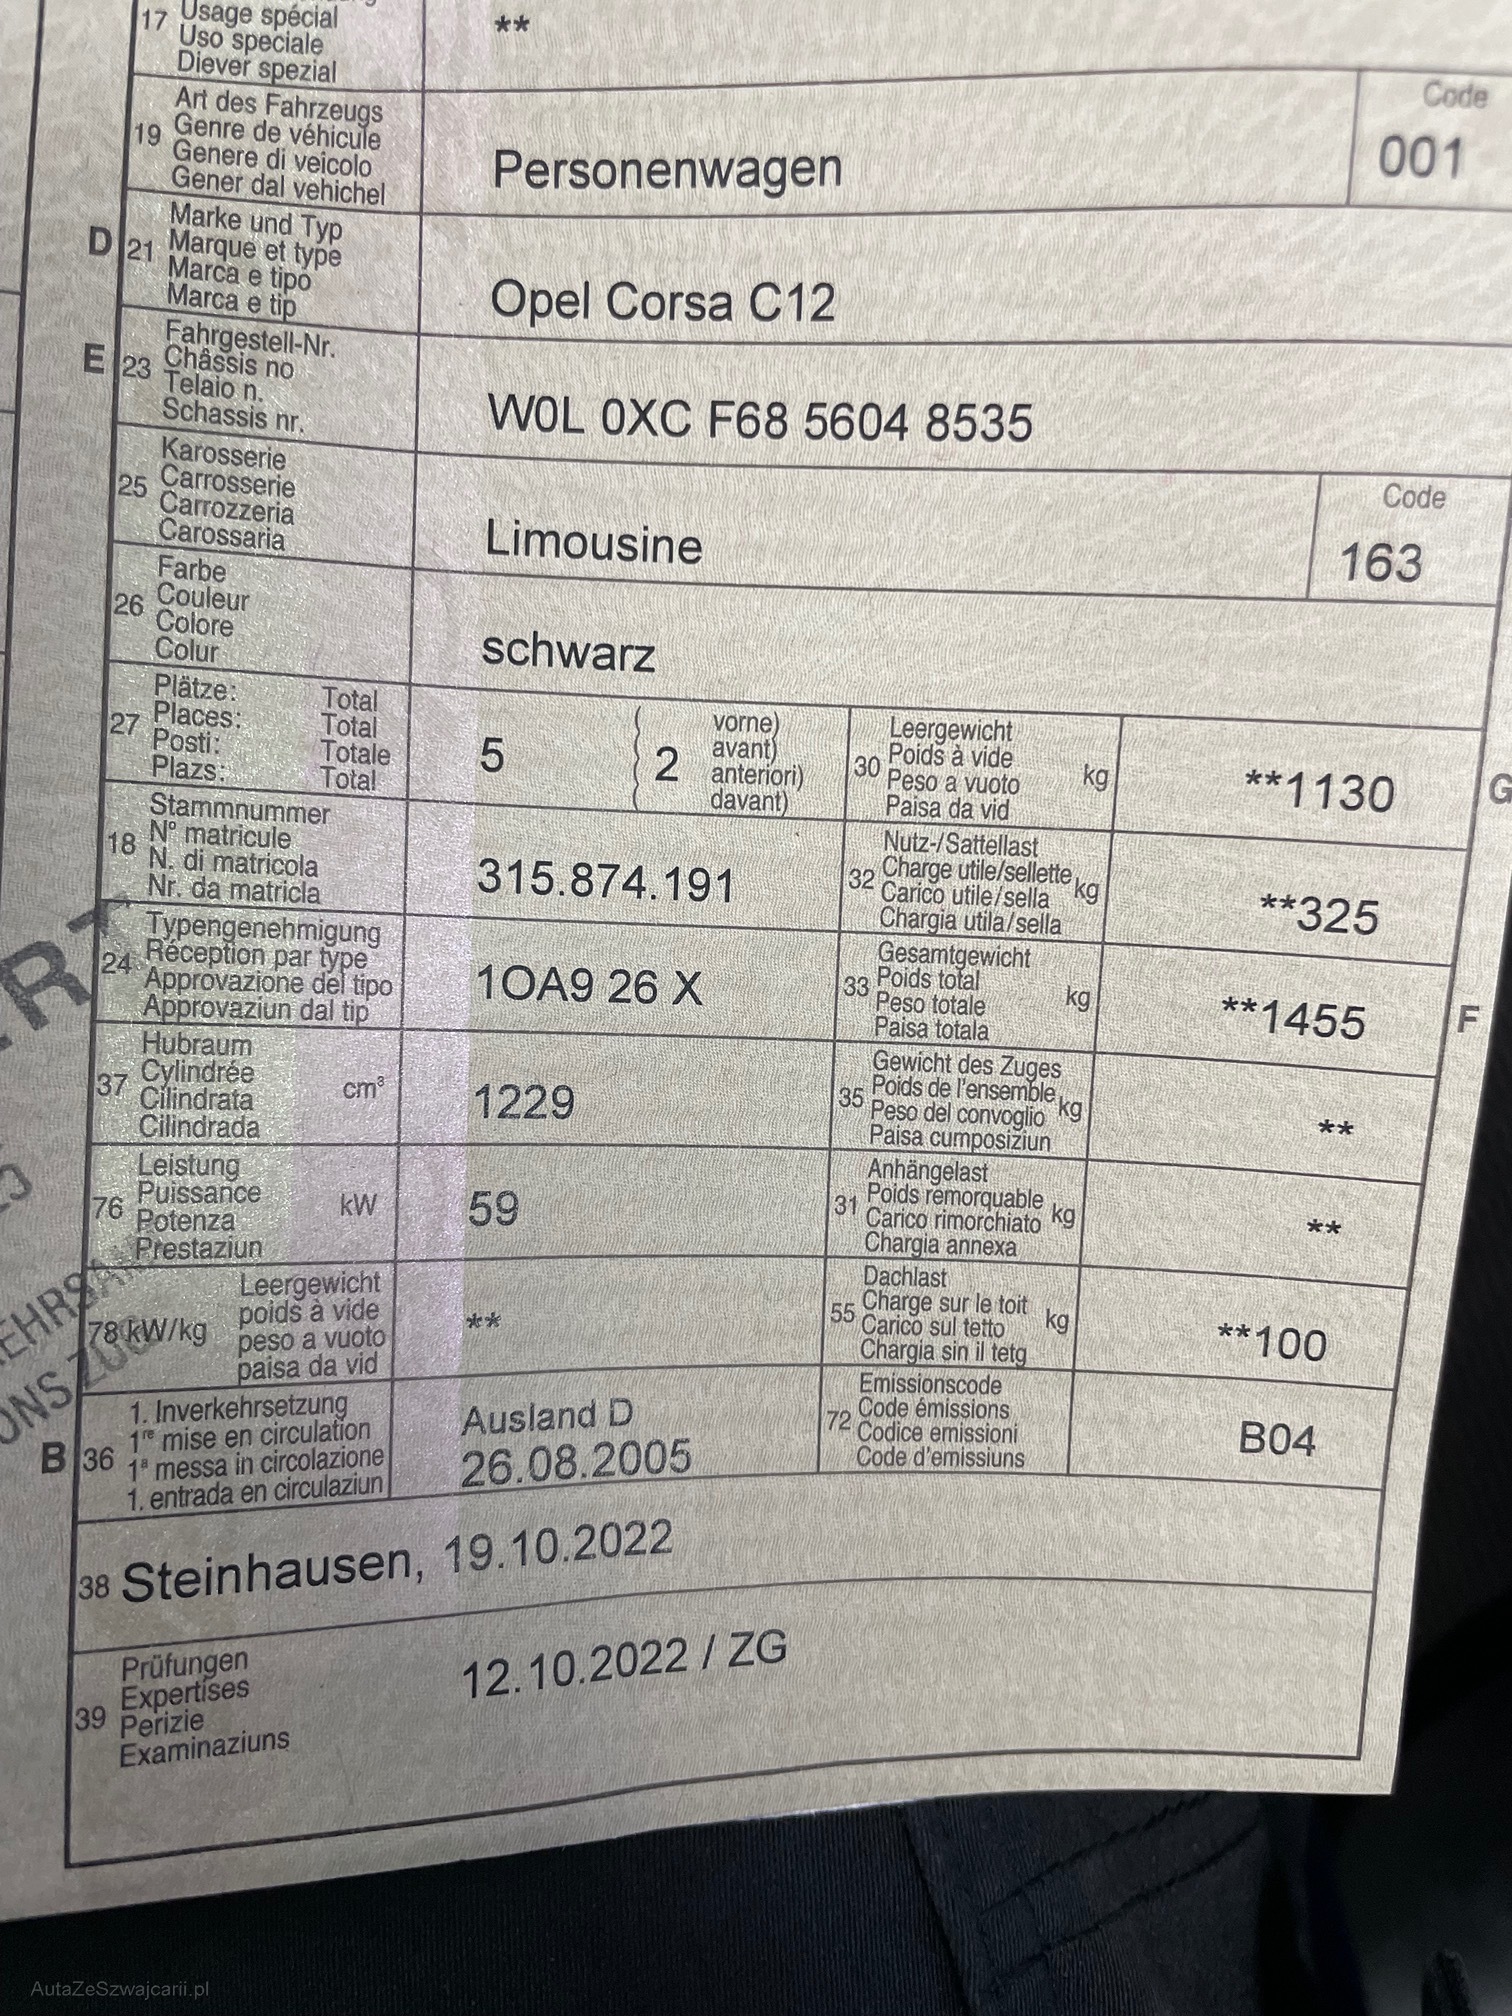 17 Usage spécial
Uso speciale
Diever spezial
**
19 Art des Fahrzeugs
Genre de véhicule
Genere di veicolo
Gener dal vehichel
Personenwagen
Code
001
D 21 Marke und Typ
Marque et type
Marca e tipo
Marca e tip
Opel Corsa C12
E 23 Fahrgestell-Nr.
Châssis no
Telaio n.
Schassis nr.
W0L 0XC F68 5604 8535
25 Karosserie
Carrosserie
Carrozzeria
Carossaria
Limousine
Code
163
26 Farbe
Couleur
Colore
Colur
schwarz
27 Plätze: Total
Places: Total
Posti: Totale
Plazs: Total
5 ( 2 vorne)
avant)
anteriori)
davant)
30 Leergewicht
Poids à vide
Peso a vuoto
Paisa da vid
kg
**1130
G
18 Stammnummer
N° matricule
N. di matricola
Nr. da matricla
315.874.191
32 Nutz-/Sattellast
Charge utile/sellette
Carico utile/sella
Chargia utila/sella
kg
**325
24 Typengenehmigung
Réception par type
Approvazione del tipo
Approvaziun dal tip
1OA9 26 X
33 Gesamtgewicht
Poids total
Peso totale
Paisa totala
kg
**1455
F
37 Hubraum
Cylindrée
Cilindrata
Cilindrada
cm³
1229
35 Gewicht des Zuges
Poids de l'ensemble
Peso del convoglio
Paisa cumposiziun
kg
**
76 Leistung
Puissance
Potenza
Prestaziun
kW
59
31 Anhängelast
Poids remorquable
Carico rimorchiato
Chargia annexa
kg
**
78 kW/kg
Leergewicht
poids à vide
peso a vuoto
paisa da vid
**
55 Dachlast
Charge sur le toit
Carico sul tetto
Chargia sin il tetg
kg
**100
B 36 1. Inverkehrsetzung
1re mise en circulation
1a messa in circolazione
1. entrada en circulaziun
Ausland D
26.08.2005
72 Emissionscode
Code émissions
Codice emissioni
Code d'emissiuns
B04
38 Steinhausen, 19.10.2022
39 Prüfungen
Expertises
Perizie
Examinaziuns
12.10.2022 / ZG
AutaZeSzwajcarii.pl